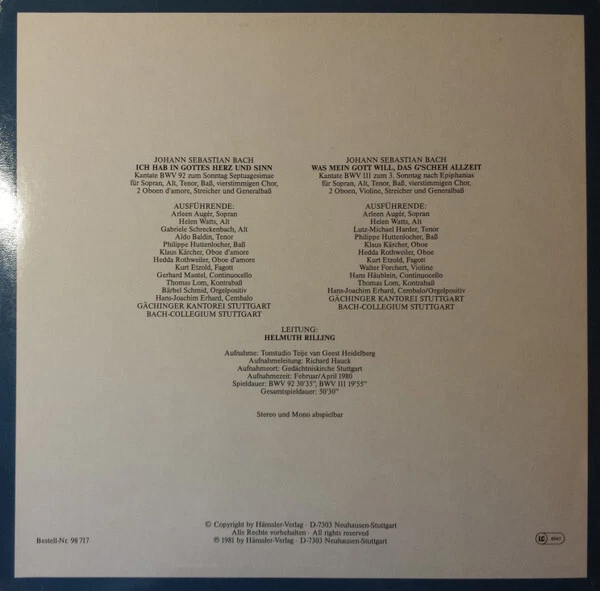 JOHANN SEBASTIAN BACH
ICH HAB IN GOTTES HERZ UND SINN
Kantate BWV 92 zum Sonntag Septuagesimae
für Sopran, Alt, Tenor, Baß, vierstimmigen Chor,
2 Oboen d'amore, Streicher und Generalbaß
AUSFÜHRENDE:
Arleen Augér, Sopran
Helen Watts, Alt
Gabriele Schreckenbach, Alt
Aldo Baldin, Tenor
Philippe Huttenlocher, Baß
Klaus Kärcher, Oboe d'amore
Hedda Rothweiler, Oboe d'amore
Kurt Etzold, Fagott
Gerhard Mantel, Continuocello
Thomas Lom, Kontrabaß
Bärbel Schmid, Orgelpositiv
Hans-Joachim Erhard, Cembalo
GÄCHINGER KANTOREI STUTTGART
BACH-COLLEGIUM STUTTGART
JOHANN SEBASTIAN BACH
WAS MEIN GOTT WILL, DAS G'SCHEH ALLZEIT
Kantate BWV 111 zum 3. Sonntag nach Epiphanias
für Sopran, Alt, Tenor, Baß, vierstimmigen Chor,
2 Oboen, Violine, Streicher und Generalbaß
AUSFÜHRENDE:
Arleen Augér, Sopran
Helen Watts, Alt
Lutz-Michael Harder, Tenor
Philippe Huttenlocher, Baß
Klaus Kärcher, Oboe
Hedda Rothweiler, Oboe
Kurt Etzold, Fagott
Walter Forchert, Violine
Hans Häublein, Continuocello
Thomas Lom, Kontrabaß
Hans-Joachim Erhard, Cembalo/Orgelpositiv
GÄCHINGER KANTOREI STUTTGART
BACH-COLLEGIUM STUTTGART
LEITUNG:
HELMUTH RILLING
Aufnahme: Tonstudio Teije van Geest Heidelberg
Aufnahmeleitung: Richard Hauck
Aufnahmeort: Gedächtniskirche Stuttgart
Aufnahmezeit: Februar/April 1980
Spieldauer: BWV 92 30'35", BWV 111 19'55"
Gesamtspieldauer: 50'30"
Stereo und Mono abspielbar
© Copyright by Hänssler-Verlag · D-7303 Neuhausen-Stuttgart
Alle Rechte vorbehalten · Made in Germany
℗ 1981 by Hänssler-Verlag · D-7303 Neuhausen-Stuttgart
Bestell-Nr. 98 717
LC